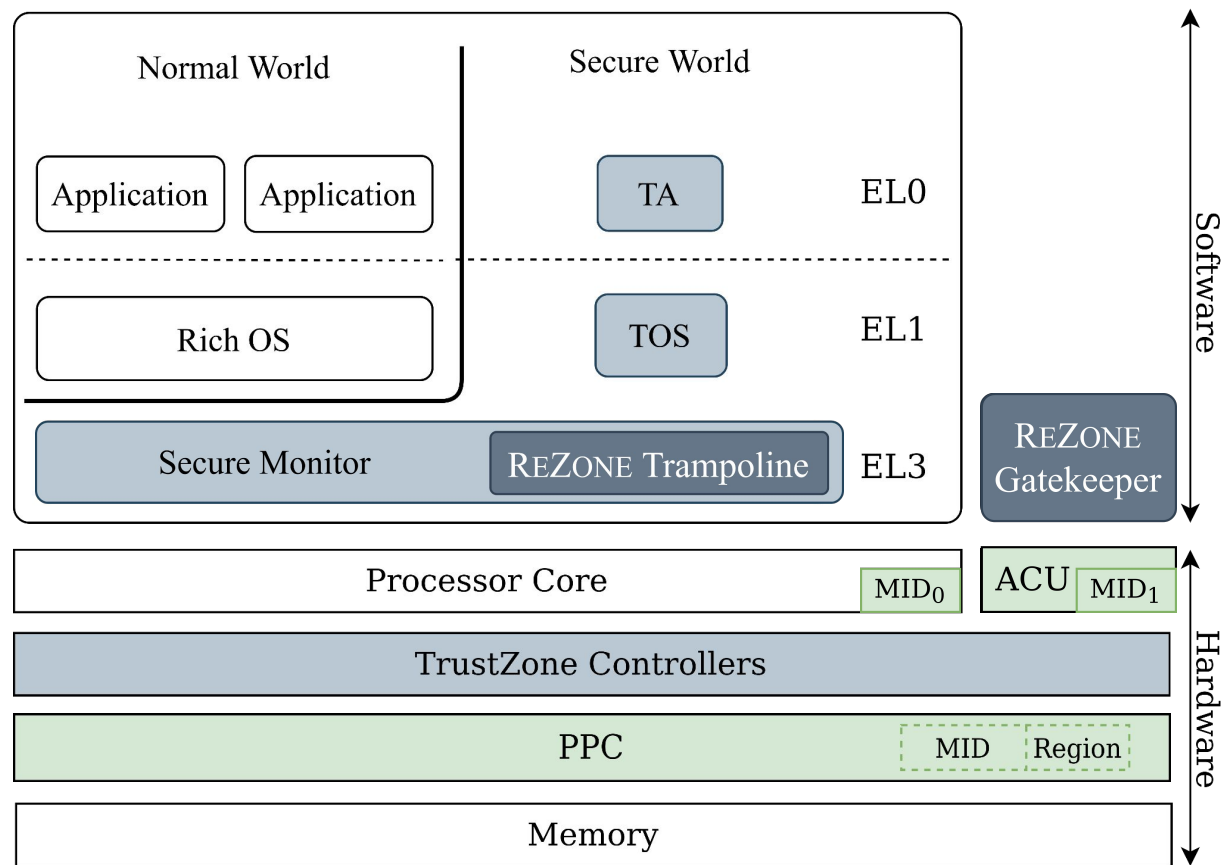 Normal World
Secure World
Application
Application
TA
EL0
Rich OS
TOS
EL1
Secure Monitor
REZONE Trampoline
EL3
REZONE
Gatekeeper
Software
Processor Core
MID₀
ACU
MID₁
TrustZone Controllers
PPC
MID
Region
Memory
Hardware